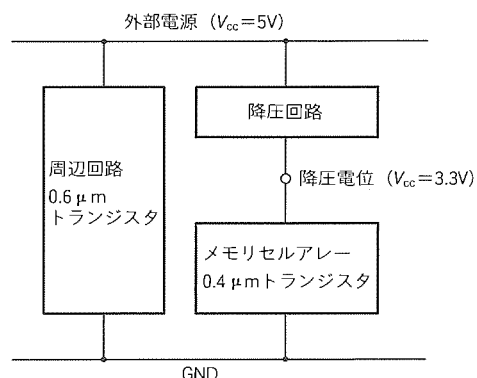 外部電源（Vcc=5V）
降圧回路
降圧電位（Vcc=3.3V）
周辺回路
0.6μm
トランジスタ
メモリセルアレー
0.4μmトランジスタ
GND